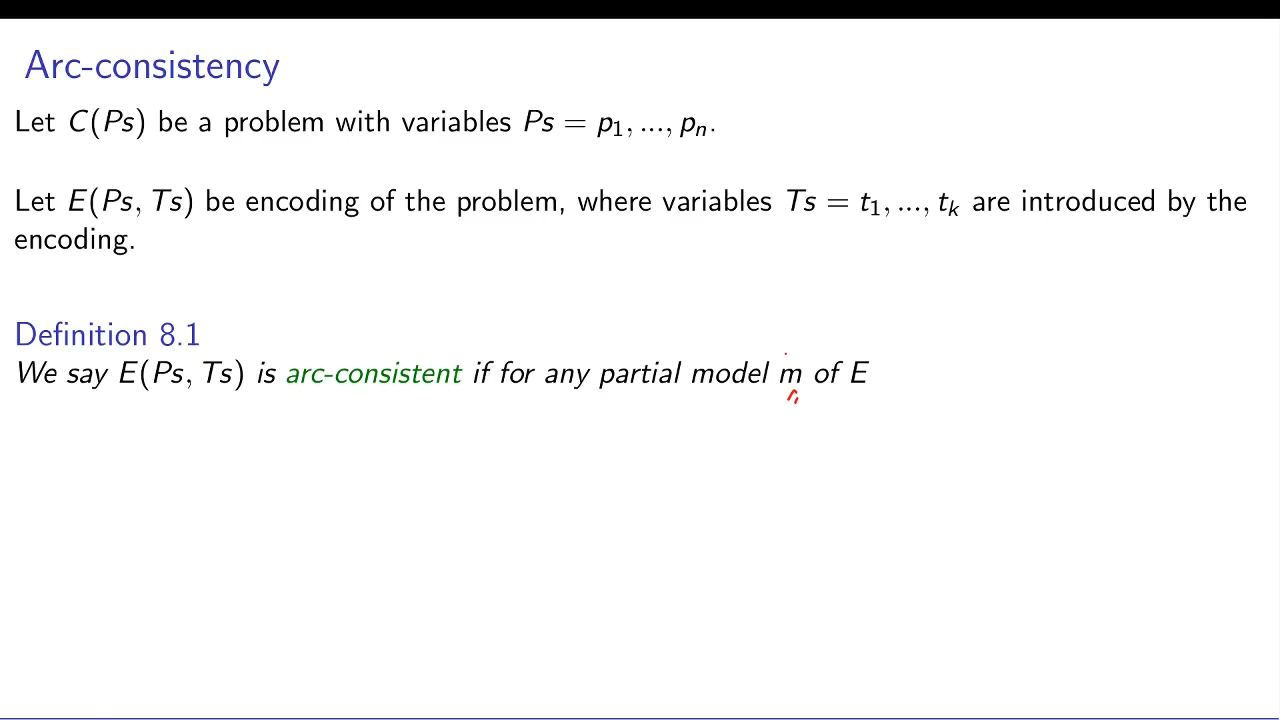 Arc-consistency
Let C(Ps) be a problem with variables Ps = p₁, ..., pₙ.
Let E(Ps, Ts) be encoding of the problem, where variables Ts = t₁, ..., tₖ are introduced by the
encoding.
Definition 8.1
We say E(Ps, Ts) is arc-consistent if for any partial model m of E